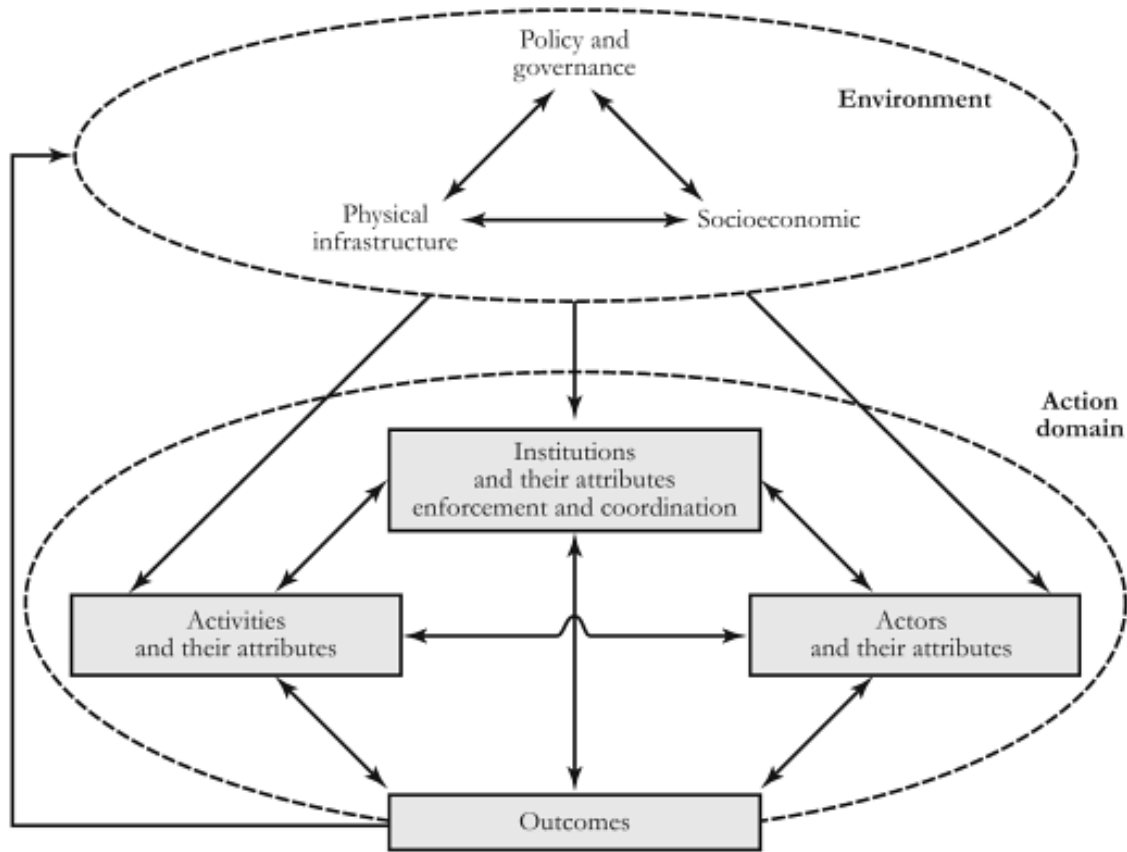 Policy and
governance
Environment
Physical
infrastructure
Socioeconomic
Action
domain
Institutions
and their attributes
enforcement and coordination
Activities
and their attributes
Actors
and their attributes
Outcomes